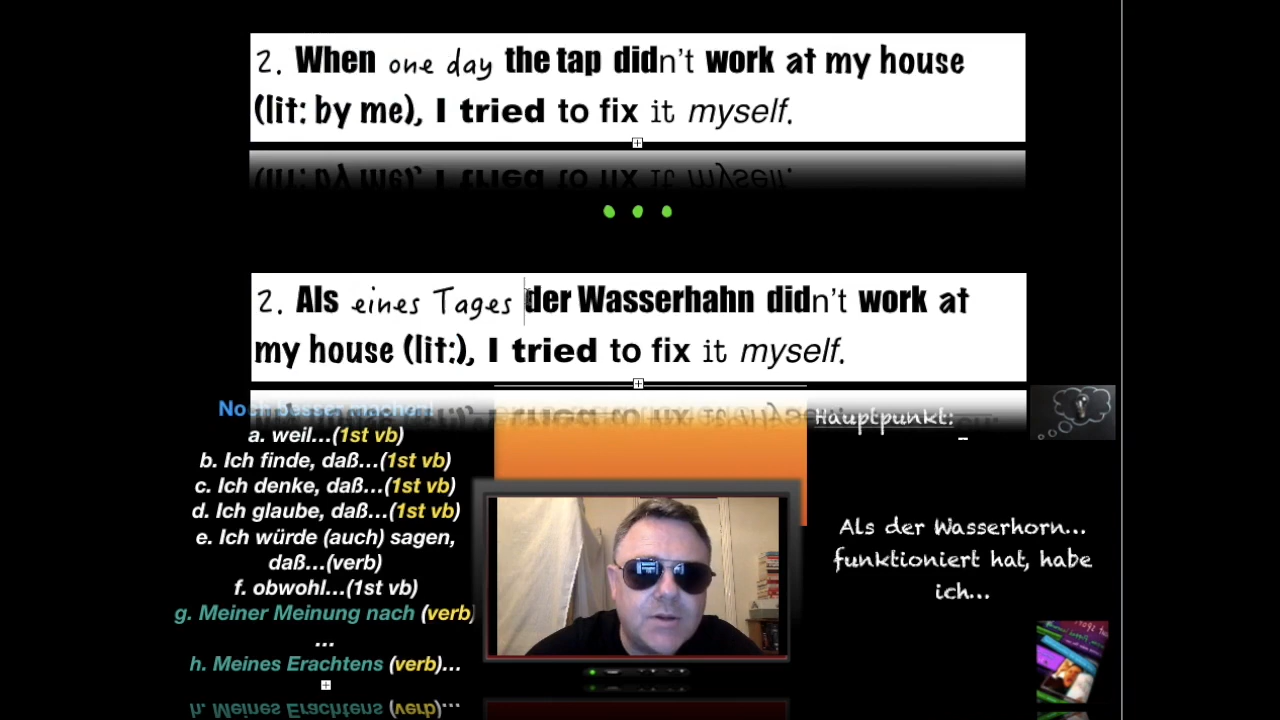 2. When one day the tap didn't work at my house
(lit: by me), I tried to fix it myself.
2. Als eines Tages der Wasserhahn didn't work at
my house (lit:), I tried to fix it myself.
Noch besser machen!
a. weil...(1st vb)
b. Ich finde, daß...(1st vb)
c. Ich denke, daß...(1st vb)
d. Ich glaube, daß...(1st vb)
e. Ich würde (auch) sagen,
daß...(verb)
f. obwohl...(1st vb)
g. Meiner Meinung nach (verb)
...
h. Meines Erachtens (verb)...
Hauptpunkt:
Als der Wasserhorn...
funktioniert hat, habe
ich...